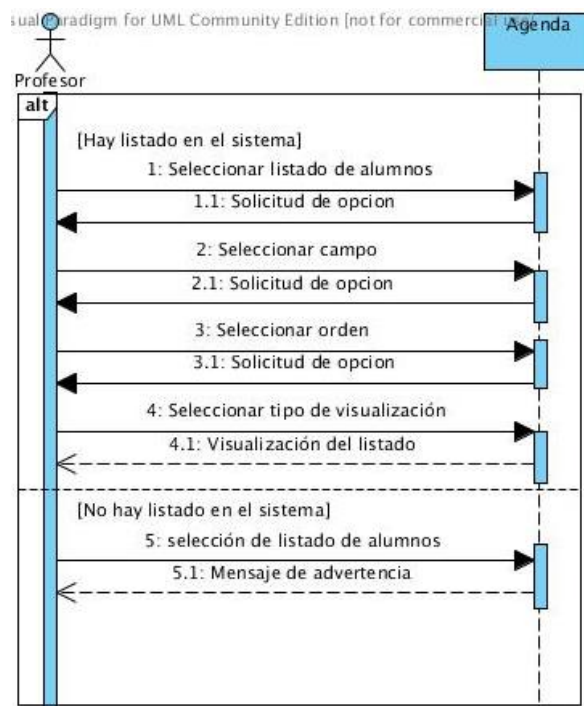 sual Paradigm for UML Community Edition [not for commercial use]
Agenda
Profesor
alt
[Hay listado en el sistema]
1: Seleccionar listado de alumnos
1.1: Solicitud de opcion
2: Seleccionar campo
2.1: Solicitud de opcion
3: Seleccionar orden
3.1: Solicitud de opcion
4: Seleccionar tipo de visualización
4.1: Visualización del listado
[No hay listado en el sistema]
5: selección de listado de alumnos
5.1: Mensaje de advertencia